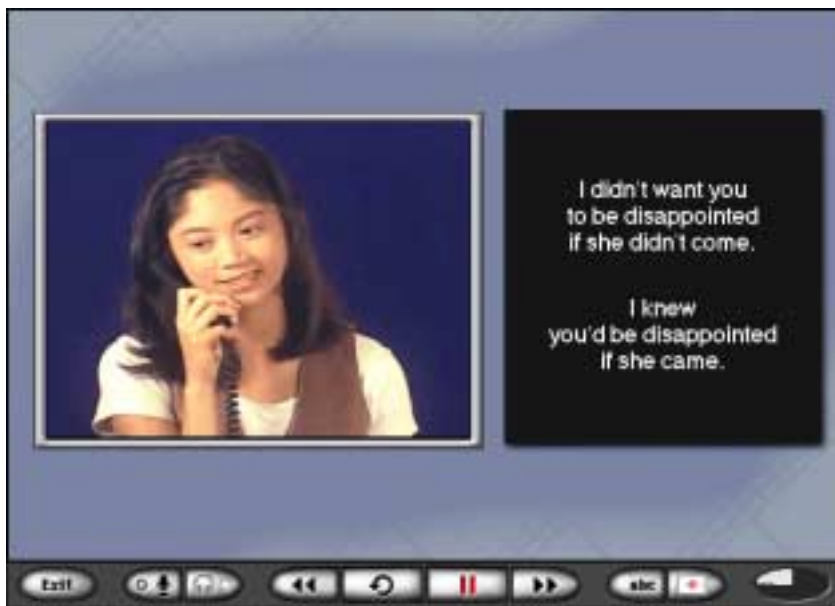 I didn't want you
to be disappointed
if she didn't come.
I knew
you'd be disappointed
if she came.
Exit
abc